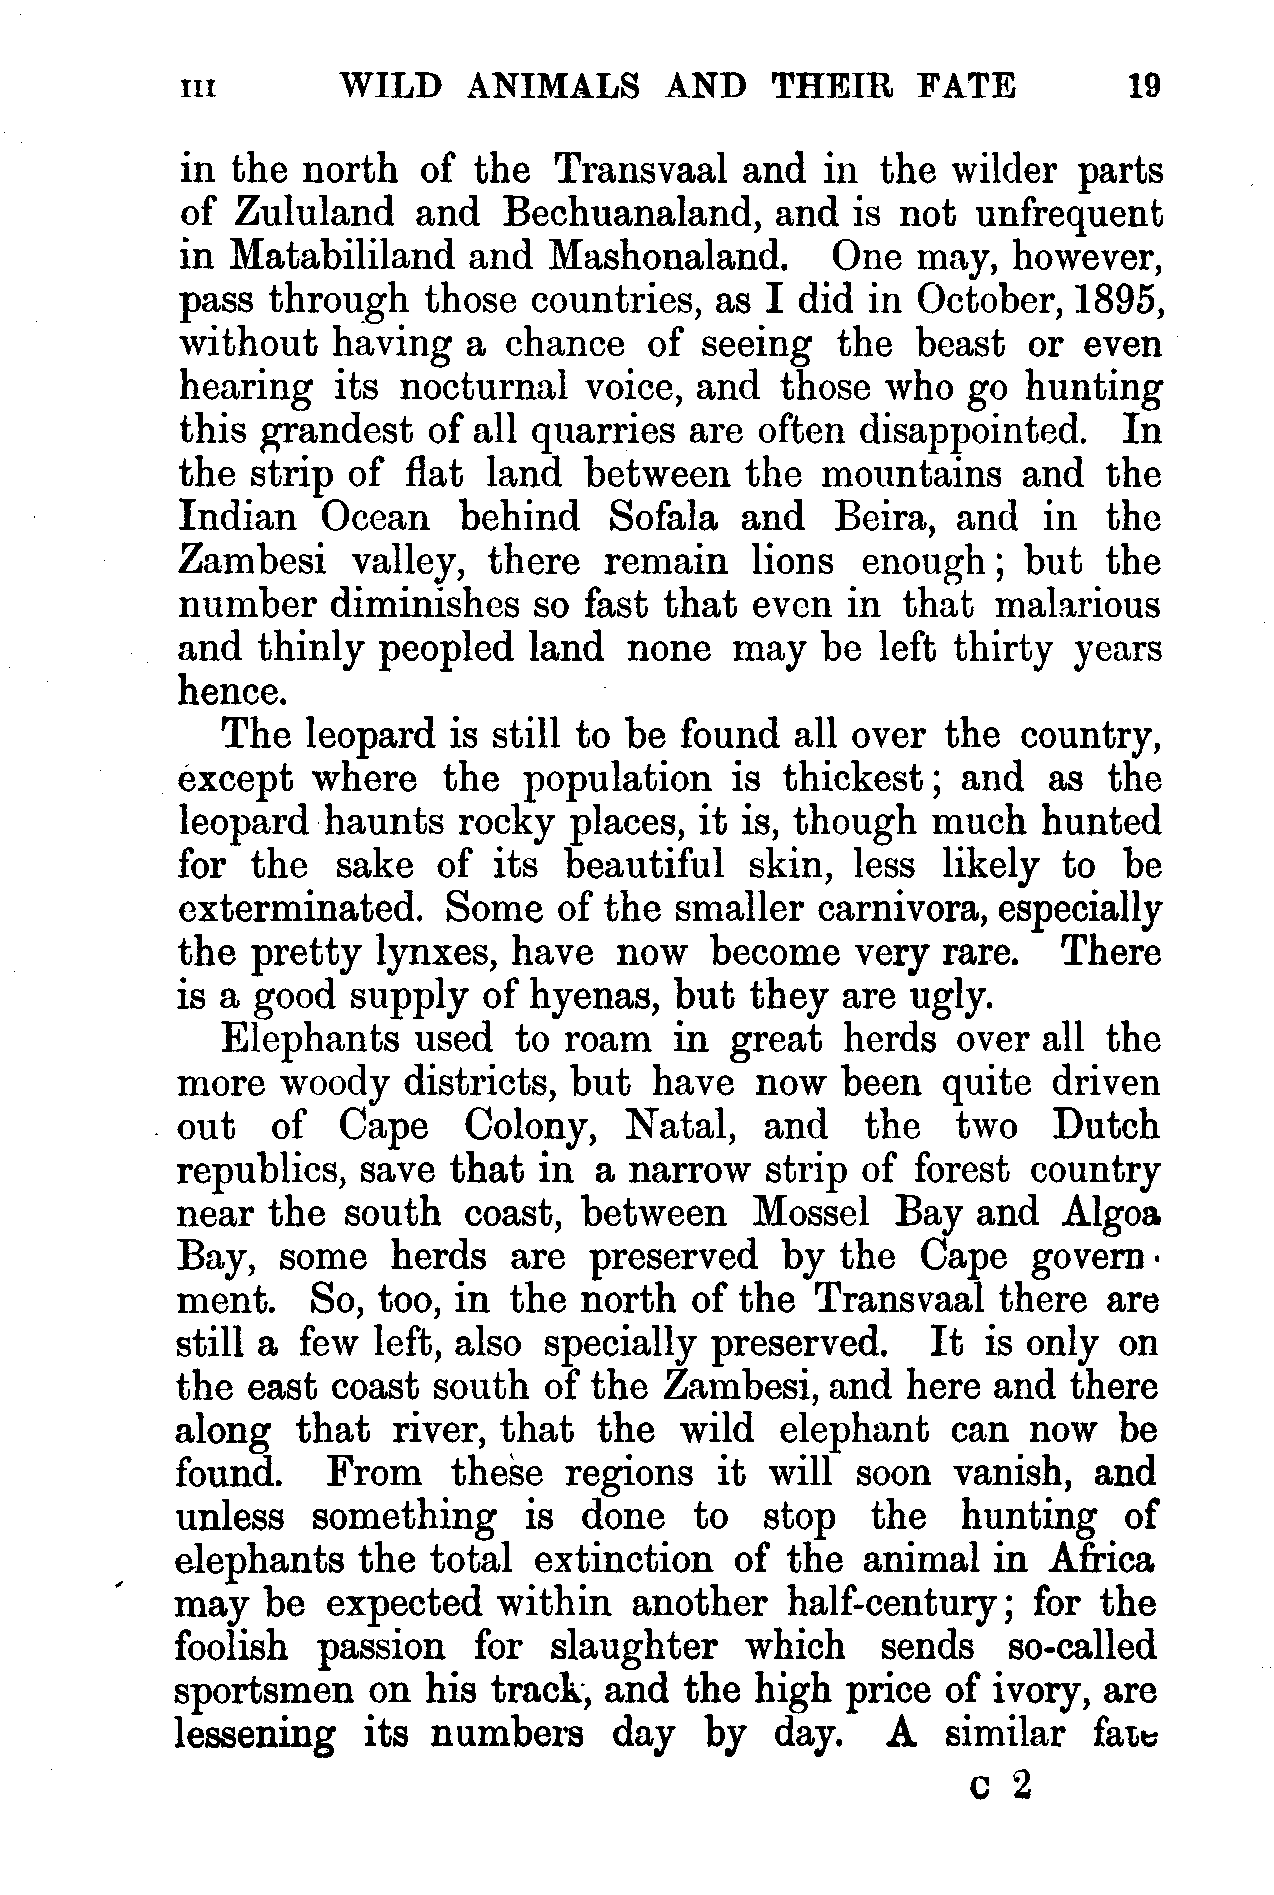 III WILD ANIMALS AND THEIR FATE 19
in the north of the Transvaal and in the wilder parts
of Zululand and Bechuanaland, and is not unfrequent
in Matabililand and Mashonaland. One may, however,
pass through those countries, as I did in October, 1895,
without having a chance of seeing the beast or even
hearing its nocturnal voice, and those who go hunting
this grandest of all quarries are often disappointed. In
the strip of flat land between the mountains and the
Indian Ocean behind Sofala and Beira, and in the
Zambesi valley, there remain lions enough; but the
number diminishes so fast that even in that malarious
and thinly peopled land none may be left thirty years
hence.
The leopard is still to be found all over the country,
except where the population is thickest; and as the
leopard haunts rocky places, it is, though much hunted
for the sake of its beautiful skin, less likely to be
exterminated. Some of the smaller carnivora, especially
the pretty lynxes, have now become very rare. There
is a good supply of hyenas, but they are ugly.
Elephants used to roam in great herds over all the
more woody districts, but have now been quite driven
out of Cape Colony, Natal, and the two Dutch
republics, save that in a narrow strip of forest country
near the south coast, between Mossel Bay and Algoa
Bay, some herds are preserved by the Cape govern-
ment. So, too, in the north of the Transvaal there are
still a few left, also specially preserved. It is only on
the east coast south of the Zambesi, and here and there
along that river, that the wild elephant can now be
found. From these regions it will soon vanish, and
unless something is done to stop the hunting of
elephants the total extinction of the animal in Africa
may be expected within another half-century; for the
foolish passion for slaughter which sends so-called
sportsmen on his track, and the high price of ivory, are
lessening its numbers day by day. A similar fate
C 2